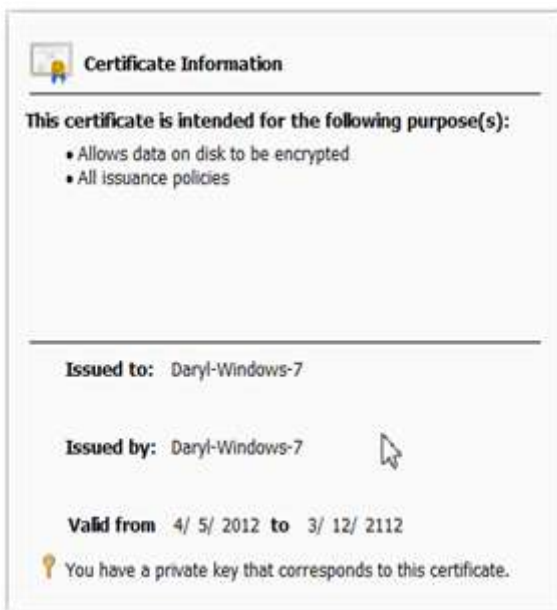 Certificate Information
This certificate is intended for the following purpose(s):
• Allows data on disk to be encrypted
• All issuance policies
Issued to: Daryl-Windows-7
Issued by: Daryl-Windows-7
Valid from 4/ 5/ 2012 to 3/ 12/ 2112
You have a private key that corresponds to this certificate.